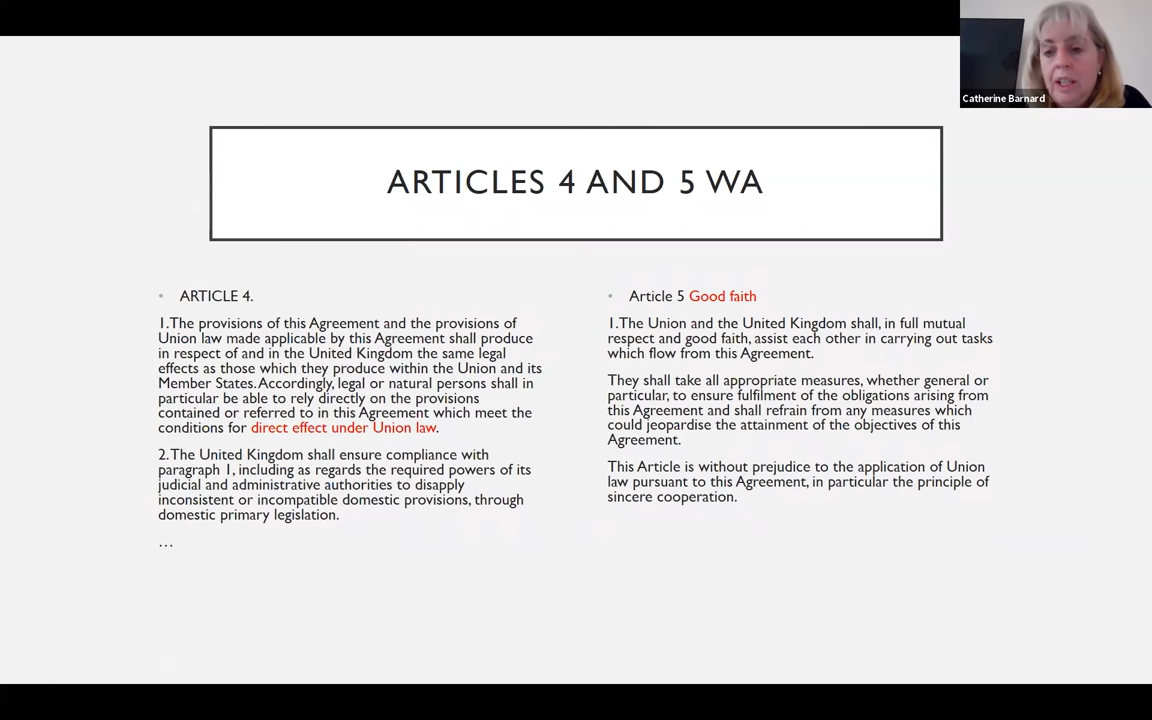 Catherine Barnard
ARTICLES 4 AND 5 WA
• ARTICLE 4.
1.The provisions of this Agreement and the provisions of
Union law made applicable by this Agreement shall produce
in respect of and in the United Kingdom the same legal
effects as those which they produce within the Union and its
Member States. Accordingly, legal or natural persons shall in
particular be able to rely directly on the provisions
contained or referred to in this Agreement which meet the
conditions for direct effect under Union law.
2.The United Kingdom shall ensure compliance with
paragraph 1, including as regards the required powers of its
judicial and administrative authorities to disapply
inconsistent or incompatible domestic provisions, through
domestic primary legislation.
…
• Article 5 Good faith
1.The Union and the United Kingdom shall, in full mutual
respect and good faith, assist each other in carrying out tasks
which flow from this Agreement.
They shall take all appropriate measures, whether general or
particular, to ensure fulfilment of the obligations arising from
this Agreement and shall refrain from any measures which
could jeopardise the attainment of the objectives of this
Agreement.
This Article is without prejudice to the application of Union
law pursuant to this Agreement, in particular the principle of
sincere cooperation.